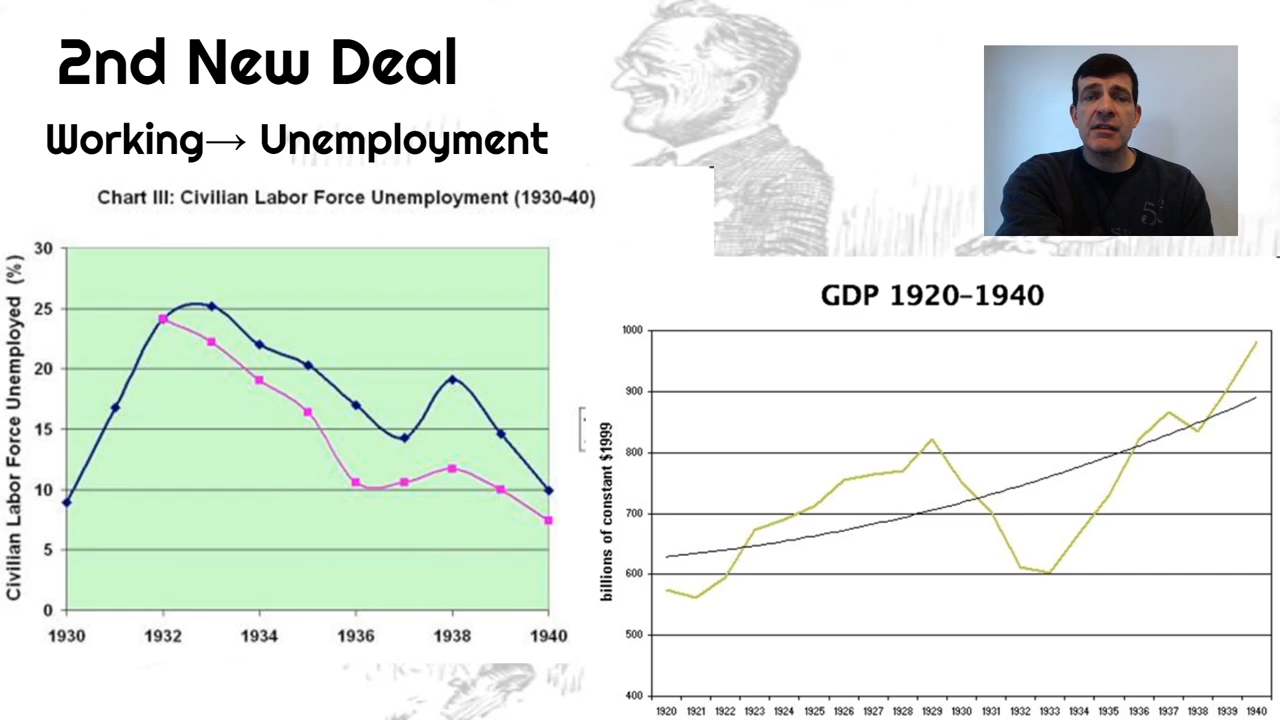 2nd New Deal
Working→ Unemployment
Chart III: Civilian Labor Force Unemployment (1930-40)
Civilian Labor Force Unemployed (%)
30
25
20
15
10
5
0
1930 1932 1934 1936 1938 1940
GDP 1920-1940
billions of constant $1999
1000
900
800
700
600
500
400
1920 1921 1922 1923 1924 1925 1926 1927 1928 1929 1930 1931 1932 1933 1934 1935 1936 1937 1938 1939 1940